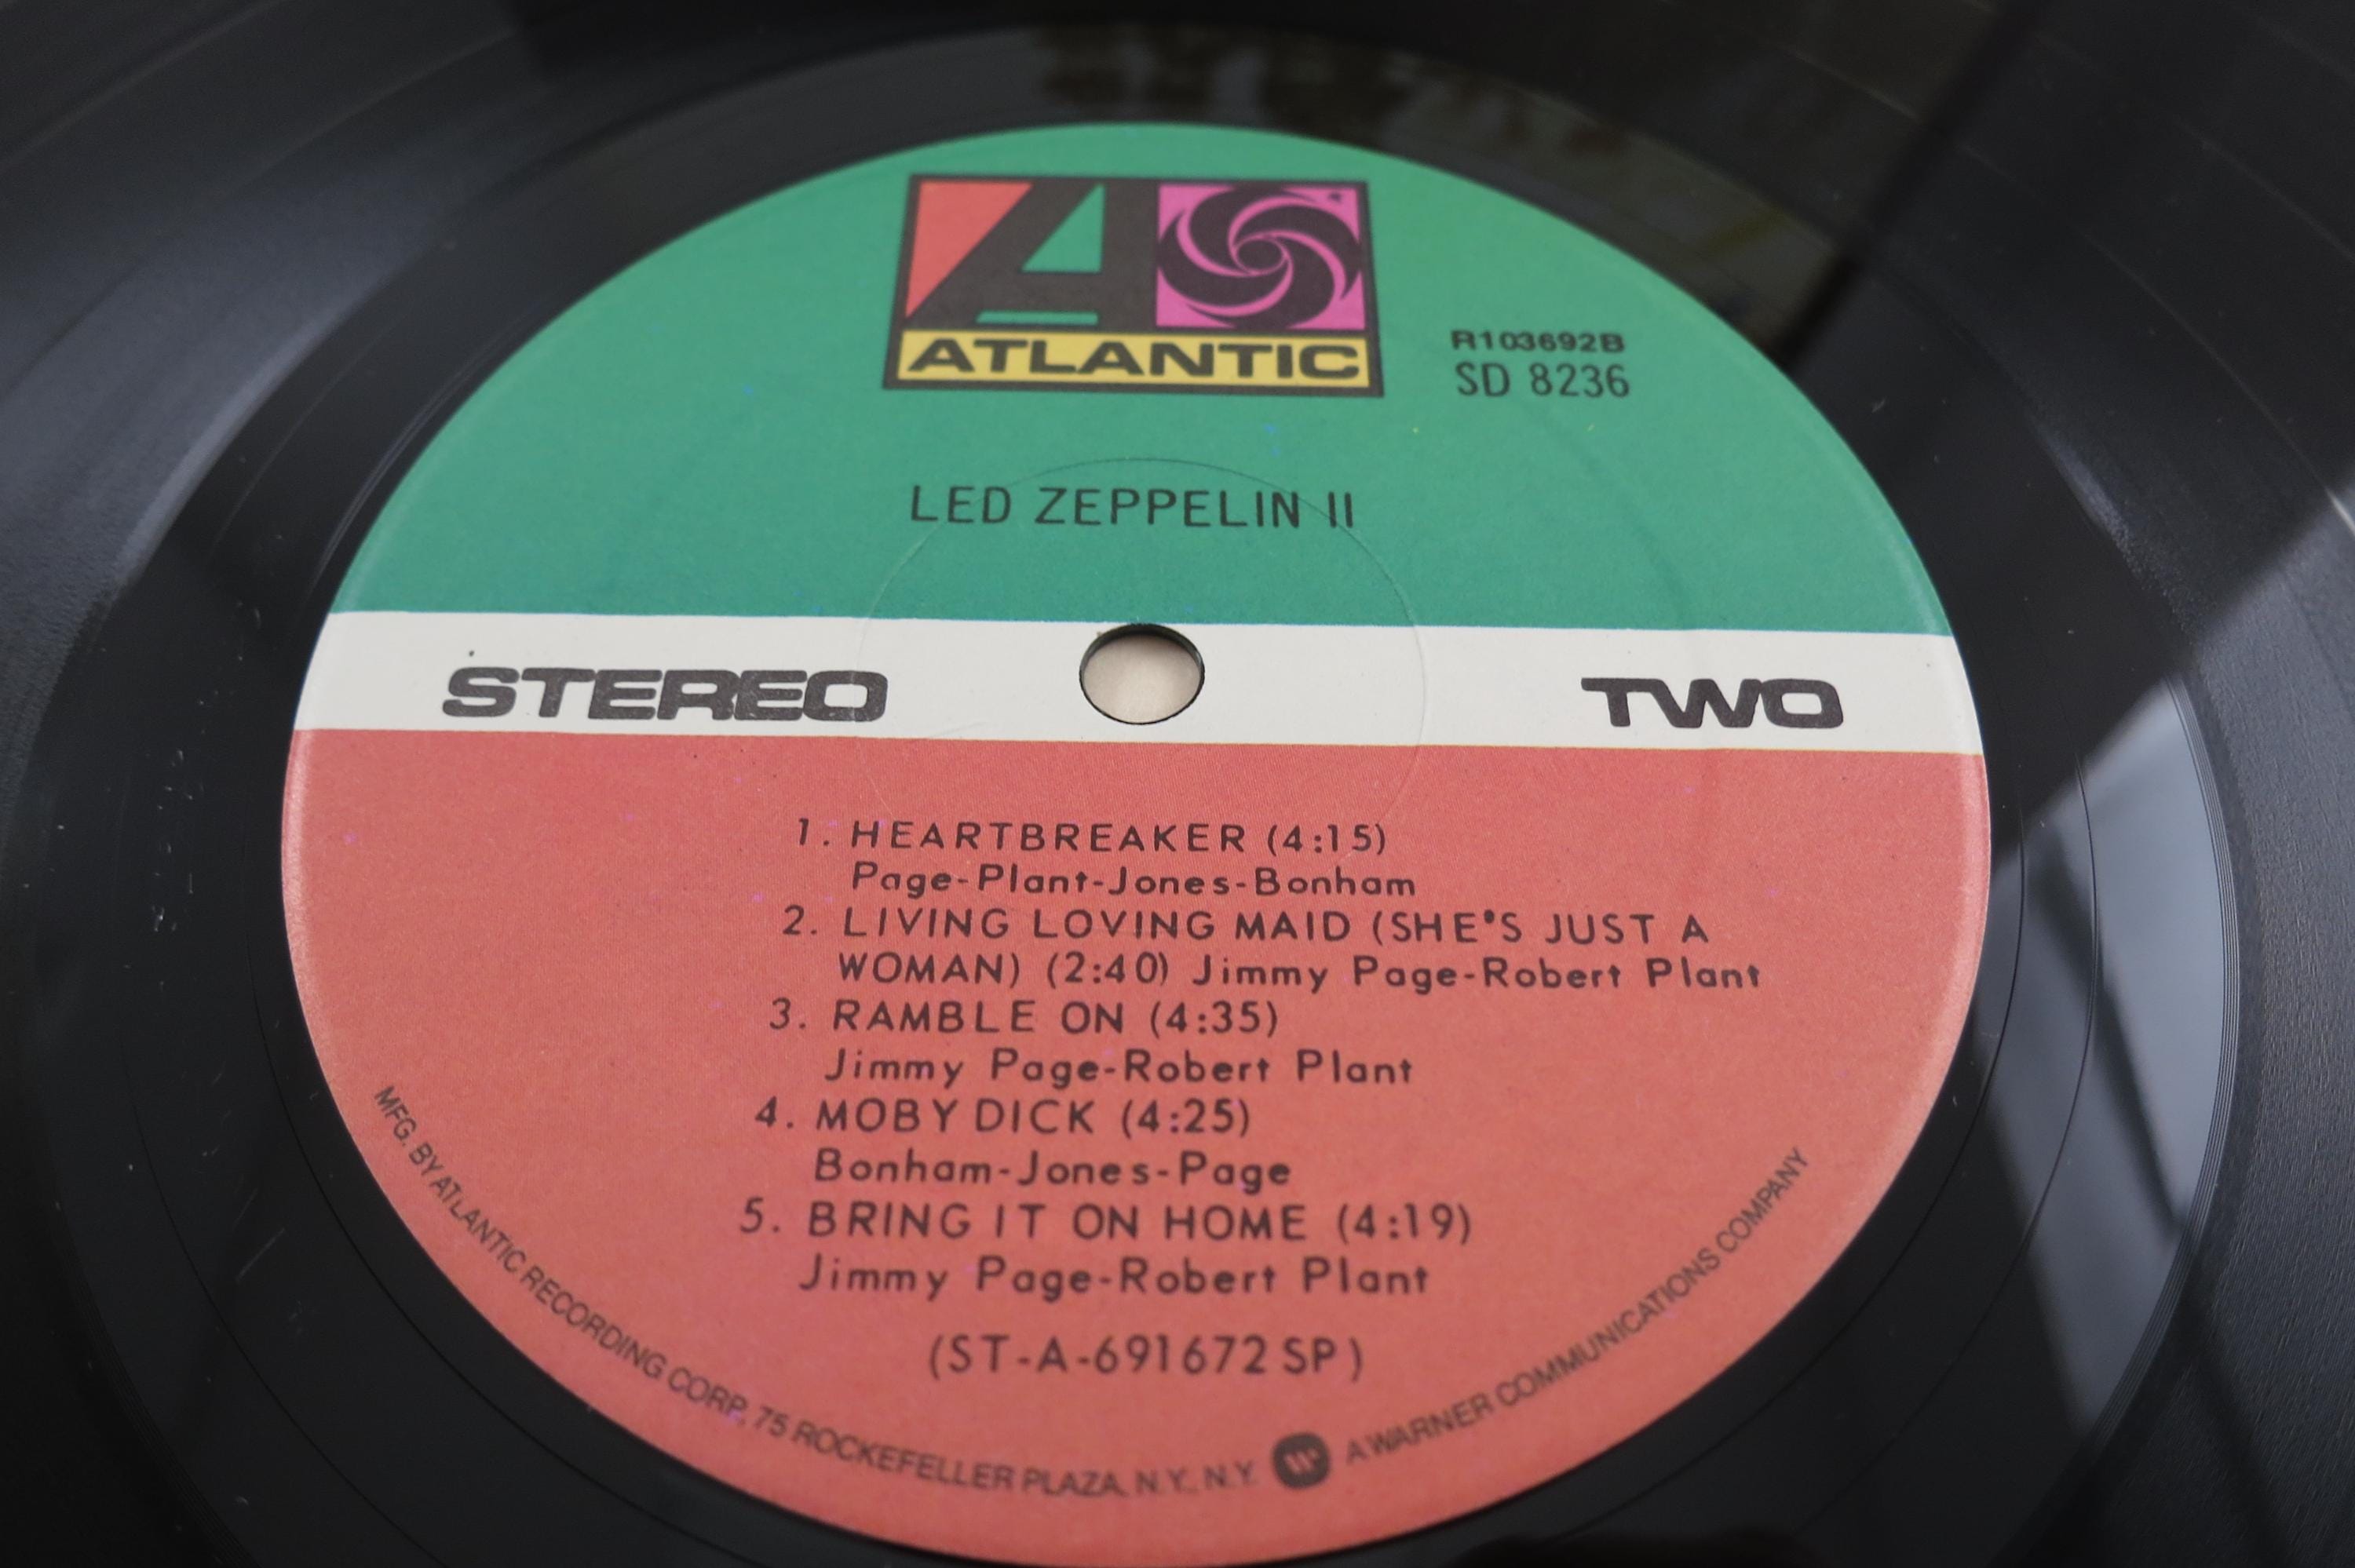 ATLANTIC
R103692B
SD 8236
LED ZEPPELIN II
STEREO
TWO
1. HEARTBREAKER (4:15)
Page-Plant-Jones-Bonham
2. LIVING LOVING MAID (SHE'S JUST A
WOMAN) (2:40) Jimmy Page-Robert Plant
3. RAMBLE ON (4:35)
Jimmy Page-Robert Plant
4. MOBY DICK (4:25)
Bonham-Jones-Page
5. BRING IT ON HOME (4:19)
Jimmy Page-Robert Plant
(ST-A-691672 SP)
MFG. BY ATLANTIC RECORDING CORP., 75 ROCKEFELLER PLAZA, N.Y., N.Y. A WARNER COMMUNICATIONS COMPANY